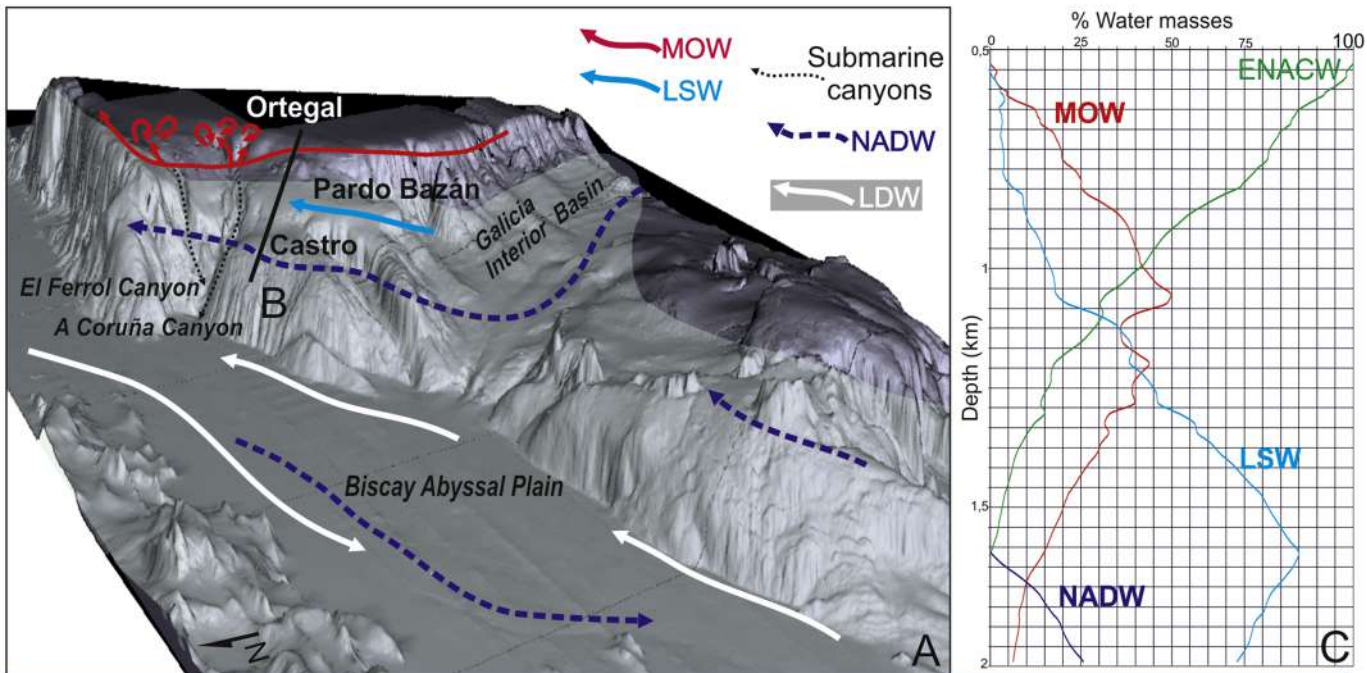 MOW
LSW
Submarine
canyons
NADW
LDW
Ortegal
Pardo Bazán
Galicia
Interior Basin
Castro
El Ferrol Canyon
B
A Coruña Canyon
Biscay Abyssal Plain
N
A
% Water masses
0 25 50 75 100
0,5
ENACW
MOW
1
Depth (km)
LSW
1,5
NADW
2
C